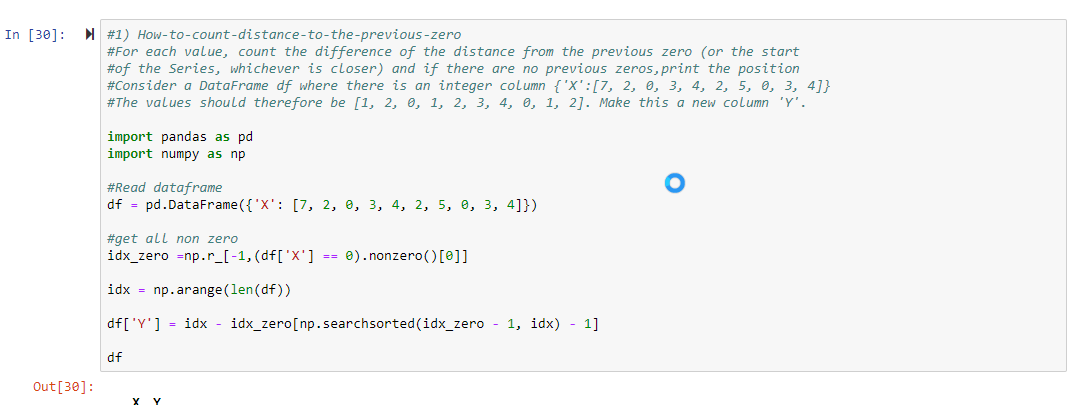 In [30]:
#1) How-to-count-distance-to-the-previous-zero
#For each value, count the difference of the distance from the previous zero (or the start
#of the Series, whichever is closer) and if there are no previous zeros,print the position
#Consider a DataFrame df where there is an integer column {'X':[7, 2, 0, 3, 4, 2, 5, 0, 3, 4]}
#The values should therefore be [1, 2, 0, 1, 2, 3, 4, 0, 1, 2]. Make this a new column 'Y'.
import pandas as pd
import numpy as np
#Read dataframe
df = pd.DataFrame({'X': [7, 2, 0, 3, 4, 2, 5, 0, 3, 4]})
#get all non zero
idx_zero =np.r_[-1,(df['X'] == 0).nonzero()[0]]
idx = np.arange(len(df))
df['Y'] = idx - idx_zero[np.searchsorted(idx_zero - 1, idx) - 1]
df
Out[30]:
X Y